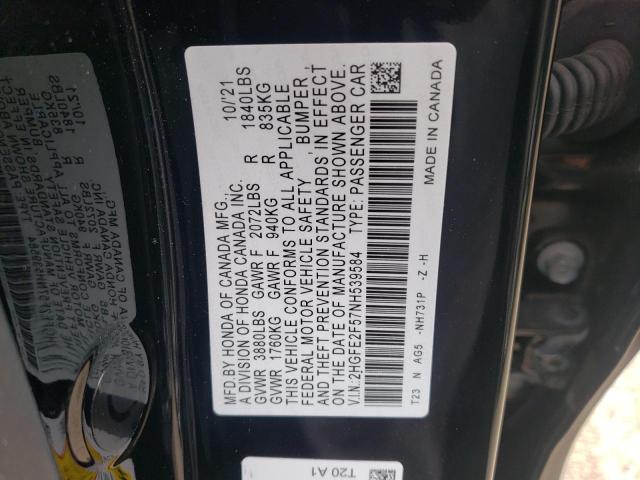 MFD.BY HONDA OF CANADA MFG. 10/'21
A DIVISION OF HONDA CANADA INC.
GVWR 3880LBS GAWR F 2072LBS R 1840LBS
GVWR 1760KG GAWR F 940KG R 835KG
THIS VEHICLE CONFORMS TO ALL APPLICABLE
FEDERAL MOTOR VEHICLE SAFETY, BUMPER,
AND THEFT PREVENTION STANDARDS IN EFFECT
ON THE DATE OF MANUFACTURE SHOWN ABOVE.
V.I.N: 2HGFE2F57NH539584 TYPE: PASSENGER CAR
T23 N AG5 -NH731P -Z -H
MADE IN CANADA
T20 A1